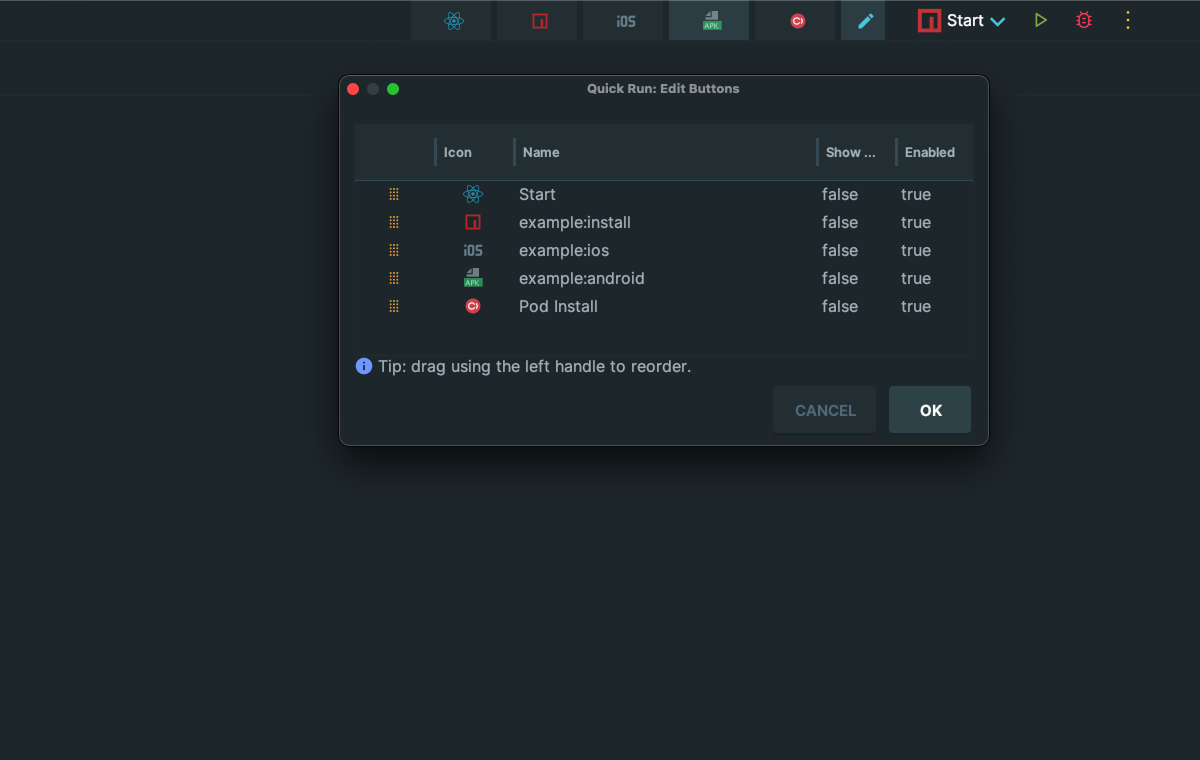 iOS
APK
Start
Quick Run: Edit Buttons
Icon Name Show ... Enabled
Start false true
example:install false true
iOS example:ios false true
APK example:android false true
Pod Install false true
Tip: drag using the left handle to reorder.
CANCEL OK